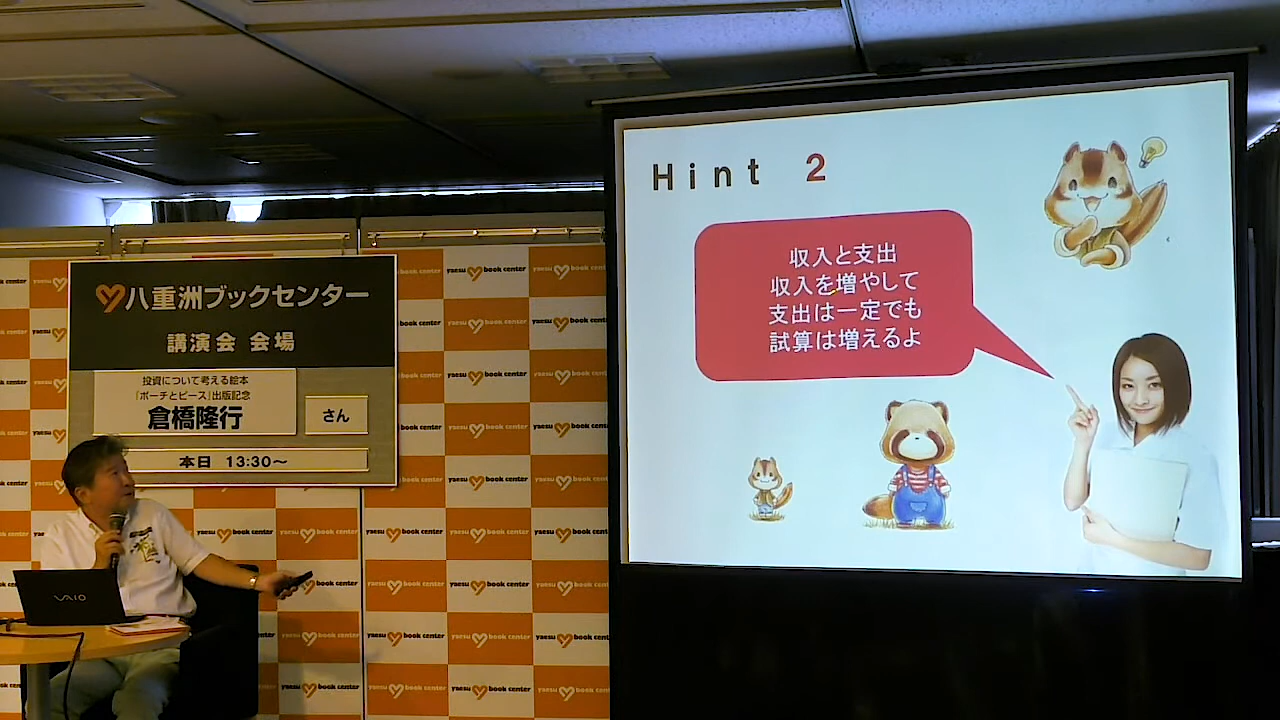 八重洲ブックセンター
講演会 会場
投資について考える絵本
『ポーチとピース』出版記念
倉橋隆行
さん
本日 13:30～
VAIO
yaesu book center
Hint 2
収入と支出
収入を増やして
支出は一定でも
試算は増えるよ